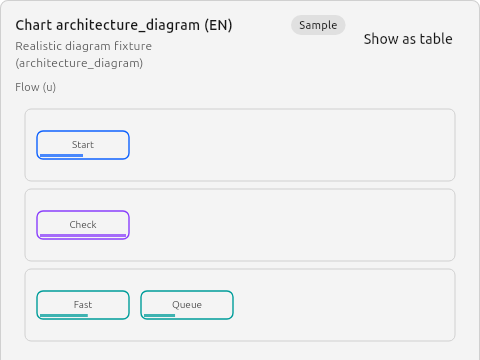 Chart architecture_diagram (EN)
Sample
Show as table
Realistic diagram fixture
(architecture_diagram)
Flow (u)
Start
Check
Fast
Queue